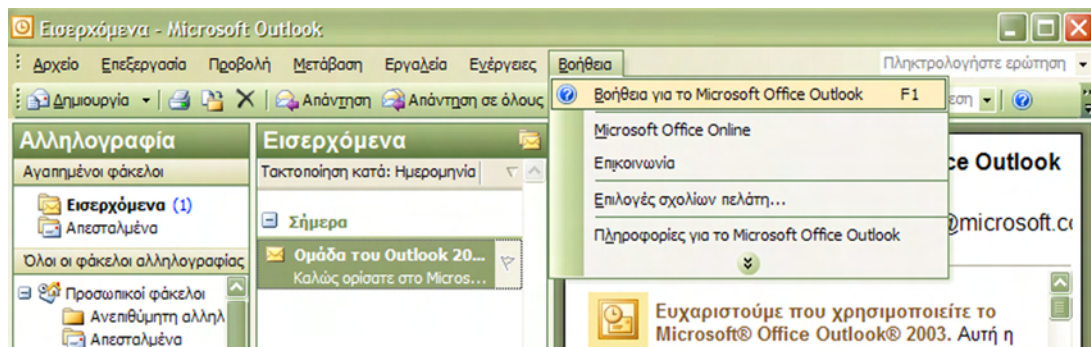 Εισερχόμενα - Microsoft Outlook
Αρχείο Επεξεργασία Προβολή Μετάβαση Εργαλεία Ενέργειες Βοήθεια Πληκτρολογήστε ερώτηση
Δημιουργία Απάντηση Απάντηση σε όλους
Βοήθεια για το Microsoft Office Outlook F1
Microsoft Office Online
Επικοινωνία
Επιλογές σχολίων πελάτη...
Πληροφορίες για το Microsoft Office Outlook
Αλληλογραφία
Αγαπημένοι φάκελοι
Εισερχόμενα (1)
Απεσταλμένα
Όλοι οι φάκελοι αλληλογραφίας
Προσωπικοί φάκελοι
Ανεπιθύμητη αλληλ
Απεσταλμένα
Εισερχόμενα
Τακτοποίηση κατά: Ημερομηνία
Σήμερα
Ομάδα του Outlook 20...
Καλώς ορίσατε στο Micros...
ce Outlook
@microsoft.co
Ευχαριστούμε που χρησιμοποιείτε το
Microsoft® Office Outlook® 2003. Αυτή η